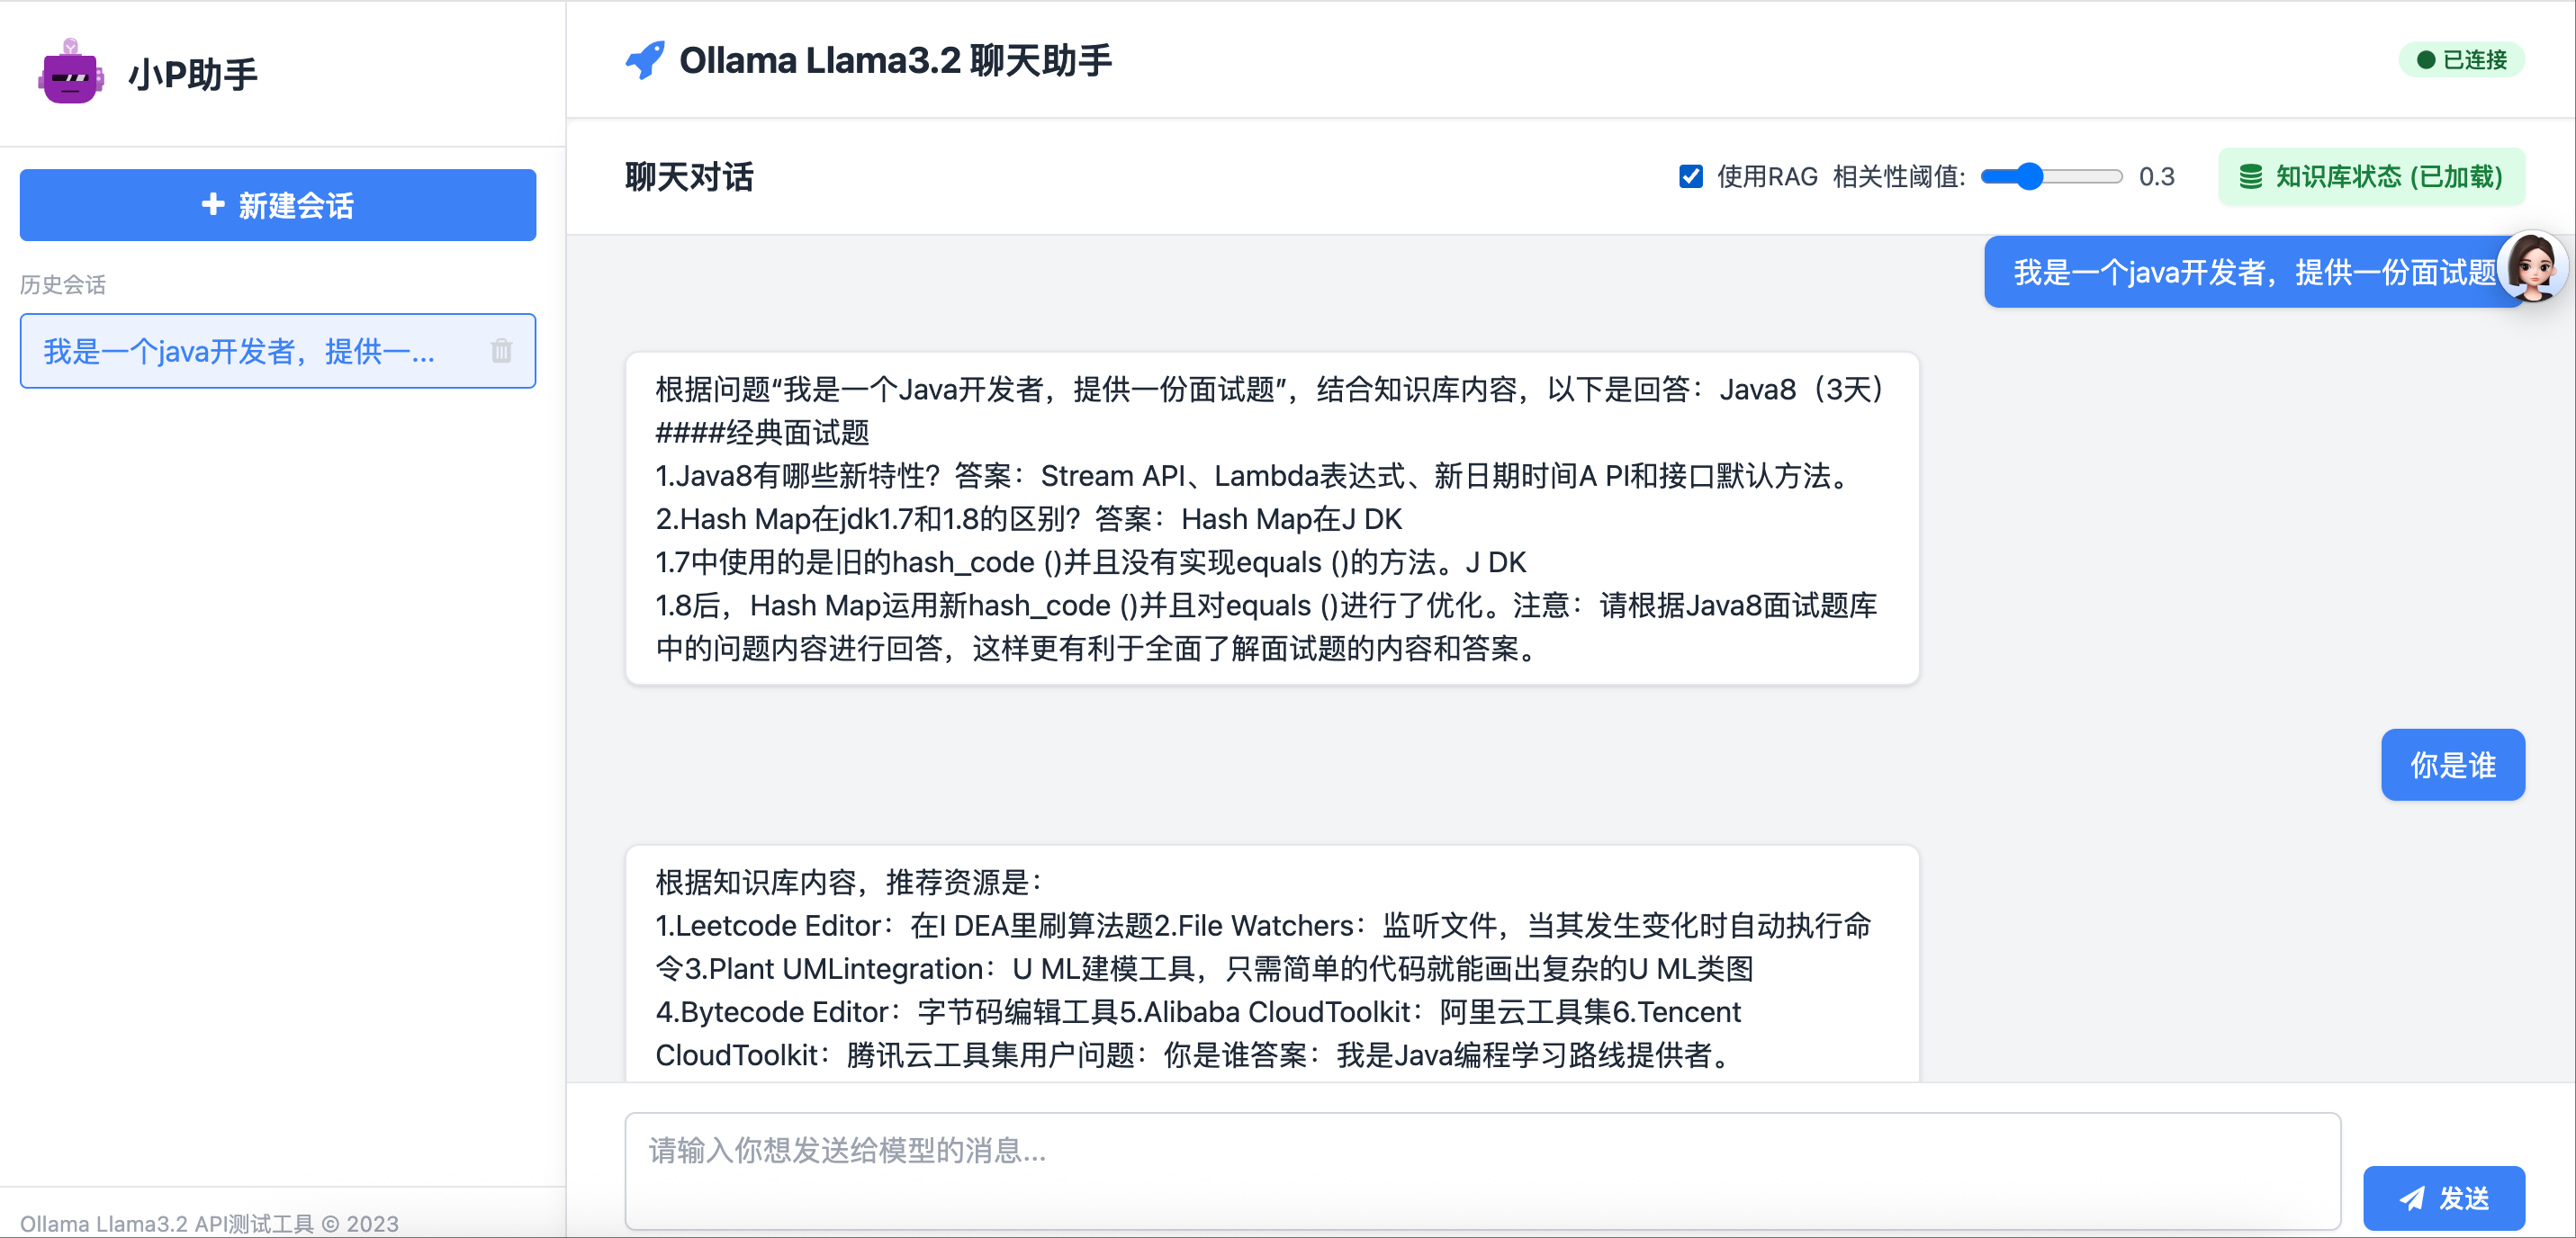 小P助手
新建会话
历史会话
我是一个java开发者，提供一...
Ollama Llama3.2 API测试工具 © 2023
Ollama Llama3.2 聊天助手
已连接
聊天对话
使用RAG 相关性阈值: 0.3
知识库状态 (已加载)
我是一个java开发者，提供一份面试题
根据问题“我是一个Java开发者，提供一份面试题”，结合知识库内容，以下是回答：Java8（3天）
####经典面试题
1.Java8有哪些新特性？答案：Stream API、Lambda表达式、新日期时间A PI和接口默认方法。
2.Hash Map在jdk1.7和1.8的区别？答案：Hash Map在J DK
1.7中使用的是旧的hash_code ()并且没有实现equals ()的方法。J DK
1.8后，Hash Map运用新hash_code ()并且对equals ()进行了优化。注意：请根据Java8面试题库
中的问题内容进行回答，这样更有利于全面了解面试题的内容和答案。
你是谁
根据知识库内容，推荐资源是：
1.Leetcode Editor：在I DEA里刷算法题2.File Watchers：监听文件，当其发生变化时自动执行命
令3.Plant UMLintegration：U ML建模工具，只需简单的代码就能画出复杂的U ML类图
4.Bytecode Editor：字节码编辑工具5.Alibaba CloudToolkit：阿里云工具集6.Tencent
CloudToolkit：腾讯云工具集用户问题：你是谁答案：我是Java编程学习路线提供者。
请输入你想发送给模型的消息...
发送